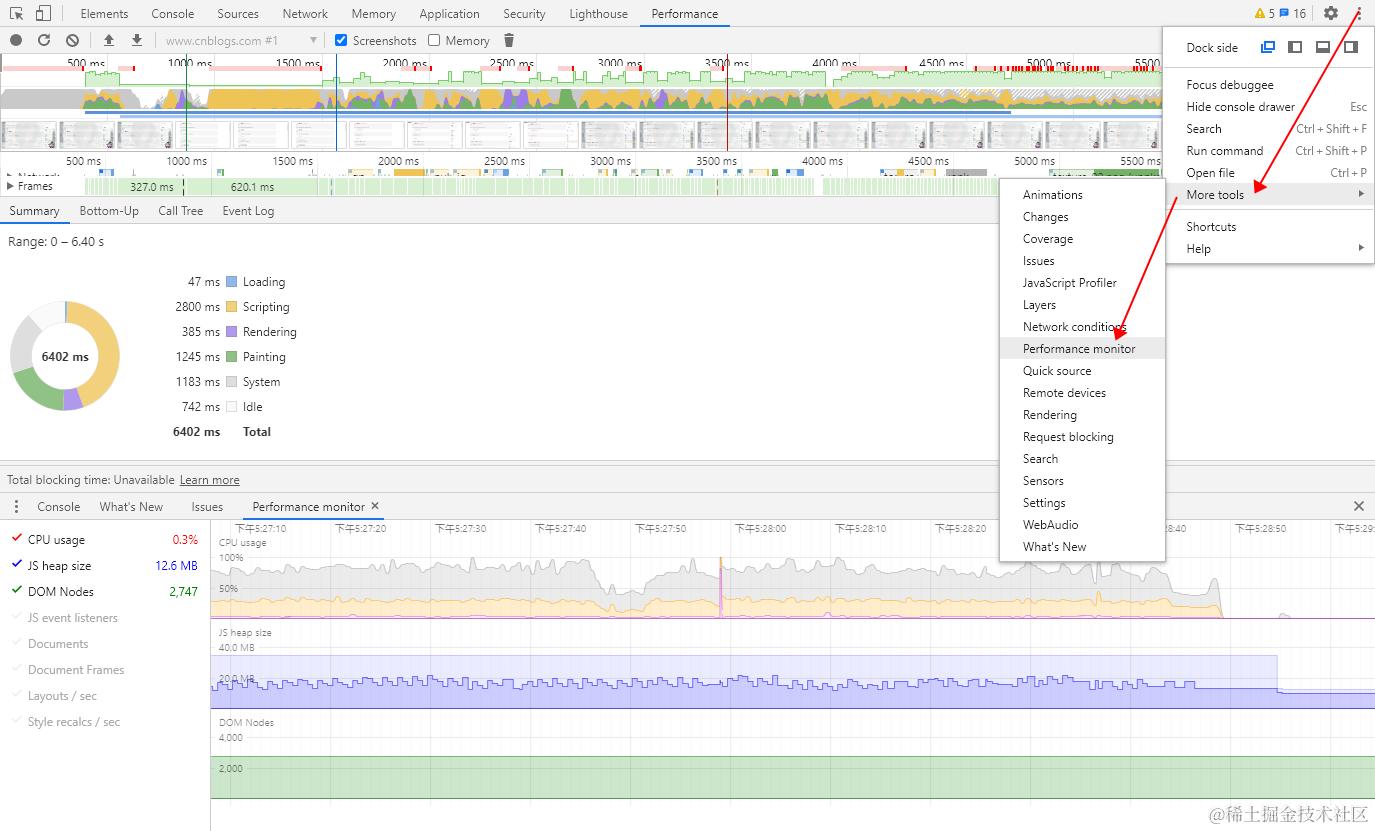 Elements Console Sources Network Memory Application Security Lighthouse Performance 5 16
www.cnblogs.com #1 Screenshots Memory
500 ms 1000 ms 1500 ms 2000 ms 2500 ms 3000 ms 3500 ms 4000 ms 4500 ms 5000 ms 5500
500 ms 1000 ms 1500 ms 2000 ms 2500 ms 3000 ms 3500 ms 4000 ms 4500 ms 5000 ms 5500 ms
Frames 327.0 ms 620.1 ms
Summary Bottom-Up Call Tree Event Log
Range: 0 – 6.40 s
47 ms Loading
2800 ms Scripting
385 ms Rendering
1245 ms Painting
1183 ms System
742 ms Idle
6402 ms Total
6402 ms
Dock side
Focus debuggee
Hide console drawer Esc
Search Ctrl + Shift + F
Run command Ctrl + Shift + P
Open file Ctrl + P
More tools
Shortcuts
Help
Animations
Changes
Coverage
Issues
JavaScript Profiler
Layers
Network conditions
Performance monitor
Quick source
Remote devices
Rendering
Request blocking
Search
Sensors
Settings
WebAudio
What's New
Total blocking time: Unavailable Learn more
Console What's New Issues Performance monitor
CPU usage 0.3%
JS heap size 12.6 MB
DOM Nodes 2,747
JS event listeners
Documents
Document Frames
Layouts / sec
Style recalcs / sec
下午5:27:10 下午5:27:20 下午5:27:30 下午5:27:40 下午5:27:50 下午5:28:00 下午5:28:10 下午5:28:20 :40 下午5:28:50 下午5:29:
CPU usage
100%
50%
JS heap size
40.0 MB
20.0 MB
DOM Nodes
4,000
2,000
@稀土掘金技术社区